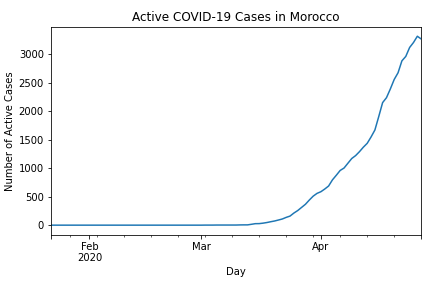 Active COVID-19 Cases in Morocco
Number of Active Cases
3000
2500
2000
1500
1000
500
0
Feb
2020
Mar
Apr
Day